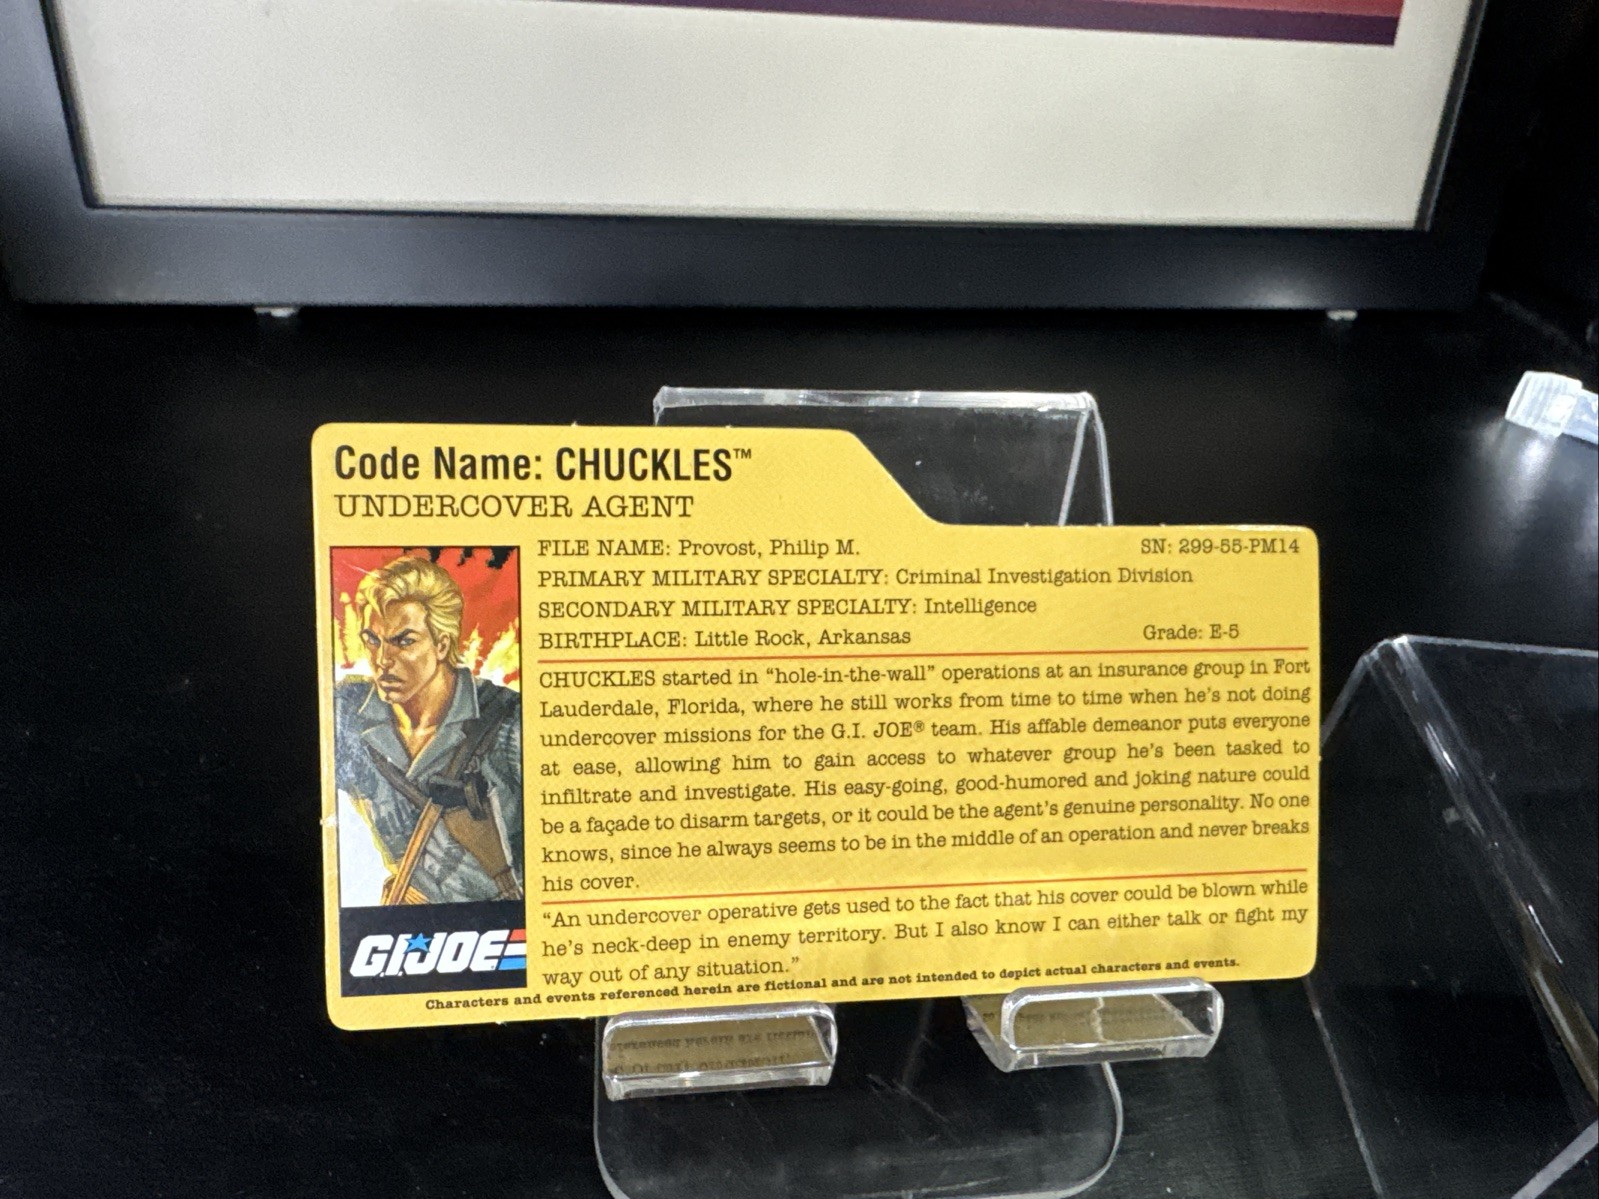 Code Name: CHUCKLES™
UNDERCOVER AGENT
FILE NAME: Provost, Philip M. SN: 299-55-PM14
PRIMARY MILITARY SPECIALTY: Criminal Investigation Division
SECONDARY MILITARY SPECIALTY: Intelligence
BIRTHPLACE: Little Rock, Arkansas Grade: E-5
CHUCKLES started in “hole-in-the-wall” operations at an insurance group in Fort
Lauderdale, Florida, where he still works from time to time when he’s not doing
undercover missions for the G.I. JOE® team. His affable demeanor puts everyone
at ease, allowing him to gain access to whatever group he’s been tasked to
infiltrate and investigate. His easy-going, good-humored and joking nature could
be a façade to disarm targets, or it could be the agent’s genuine personality. No one
knows, since he always seems to be in the middle of an operation and never breaks
his cover.
“An undercover operative gets used to the fact that his cover could be blown while
he’s neck-deep in enemy territory. But I also know I can either talk or fight my
way out of any situation.”
G.I. JOE
Characters and events referenced herein are fictional and are not intended to depict actual characters and events.